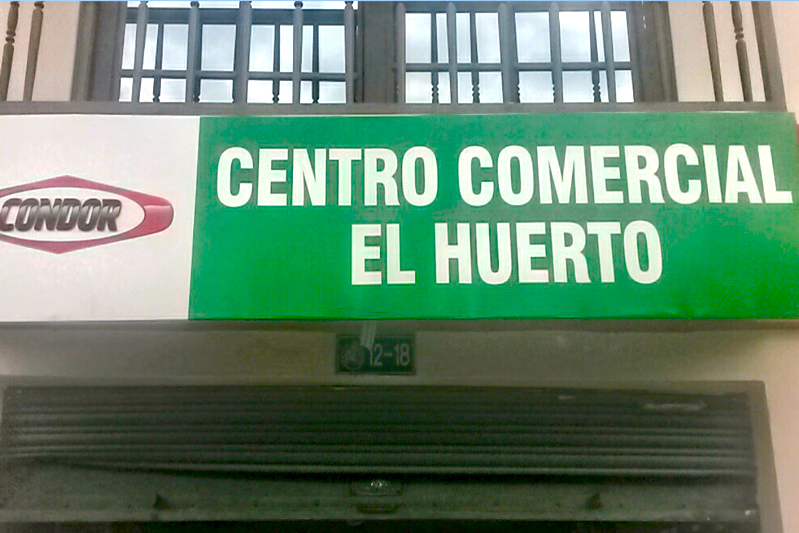 CONDOR
CENTRO COMERCIAL
EL HUERTO
12-18